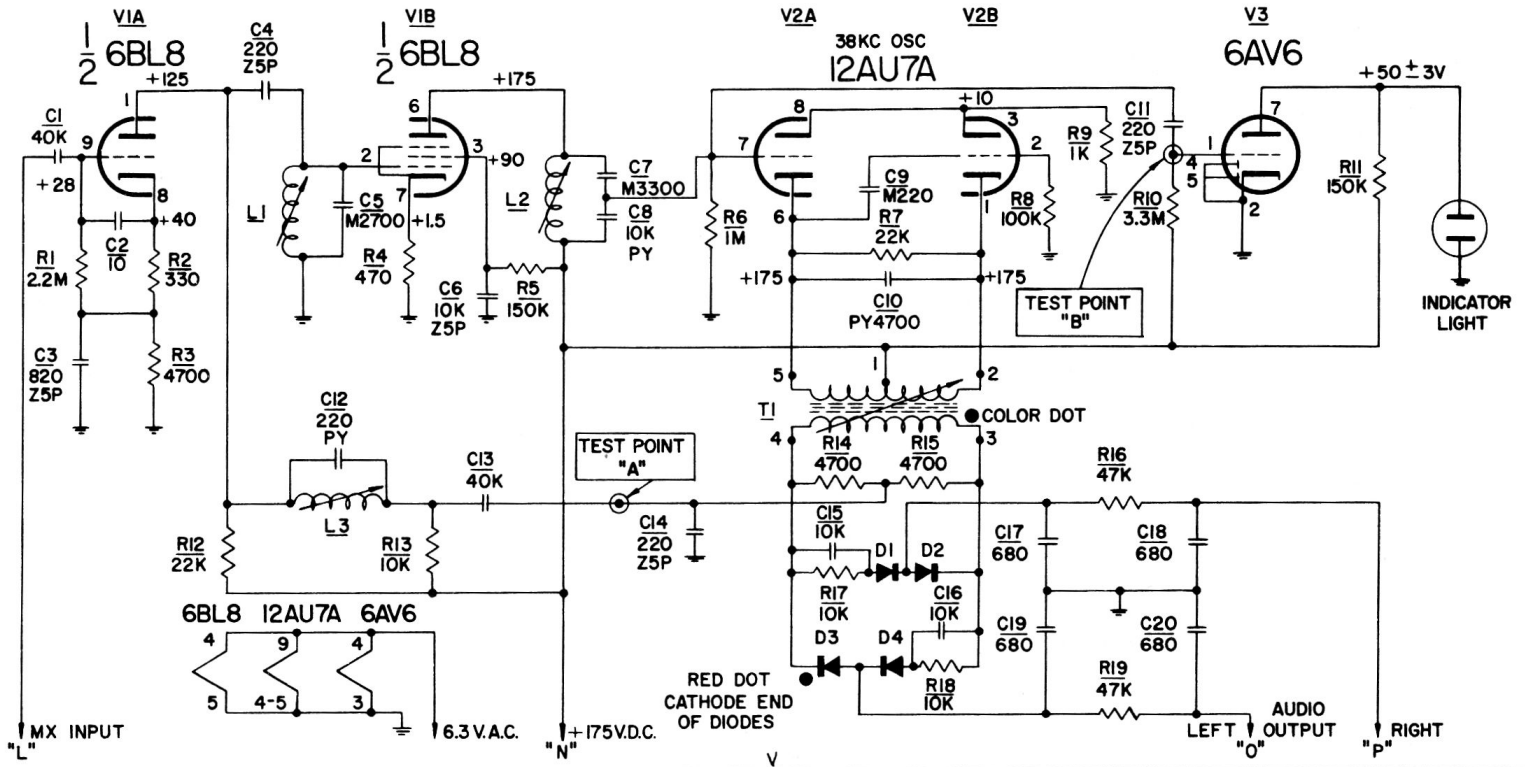 V1A
1/2 6BL8
C4
220
Z5P
+125
1
C1
40K
9
+28
8
+40
C2
10
R1
2.2M
R2
330
C3
820
Z5P
R3
4700
V1B
1/2 6BL8
+175
6
2
3
+90
7
+1.5
L1
C5
M2700
R4
470
C6
10K
Z5P
R5
150K
L2
C7
M3300
C8
10K
PY
V2A
V2B
38KC OSC
12AU7A
+10
8
3
7
2
6
1
C9
M220
R6
1M
R7
22K
R8
100K
R9
1K
+175
+175
C10
PY4700
V3
6AV6
+50 ± 3V
C11
220
Z5P
7
1
4
5
2
R10
3.3M
R11
150K
TEST POINT
"B"
INDICATOR
LIGHT
5
1
2
T1
COLOR DOT
4
3
R14
4700
R15
4700
C12
220
PY
L3
C13
40K
TEST POINT
"A"
C14
220
Z5P
R12
22K
R13
10K
C15
10K
D1
D2
R17
10K
C16
10K
D3
D4
R18
10K
RED DOT
CATHODE END
OF DIODES
R16
47K
C17
680
C18
680
C19
680
C20
680
R19
47K
6BL8 12AU7A 6AV6
4
9
4
5
4-5
3
"L" MX INPUT
6.3 V.A.C.
"N" +175V.D.C.
LEFT "O"
AUDIO
OUTPUT
"P" RIGHT
V